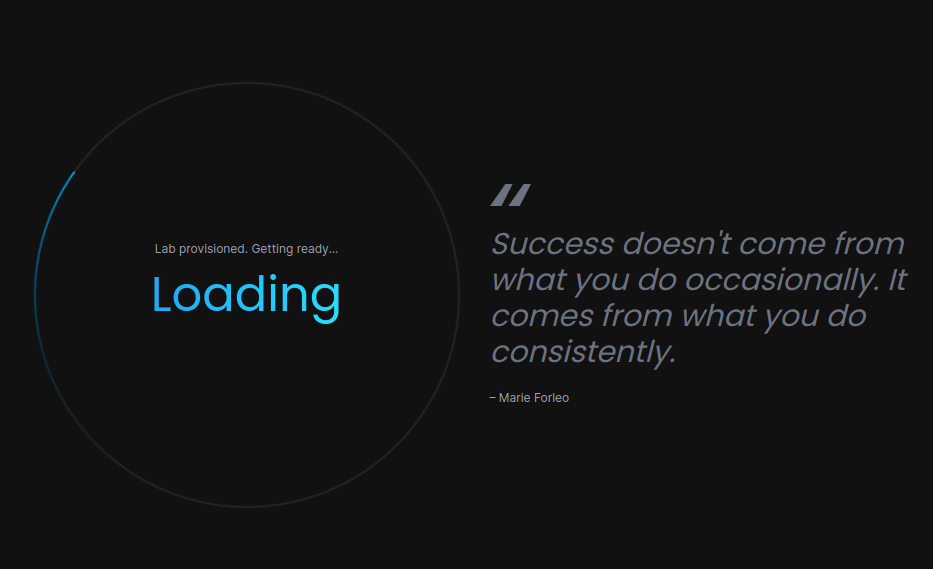 Lab provisioned. Getting ready...
Loading
“
Success doesn't come from
what you do occasionally. It
comes from what you do
consistently.
– Marie Forleo